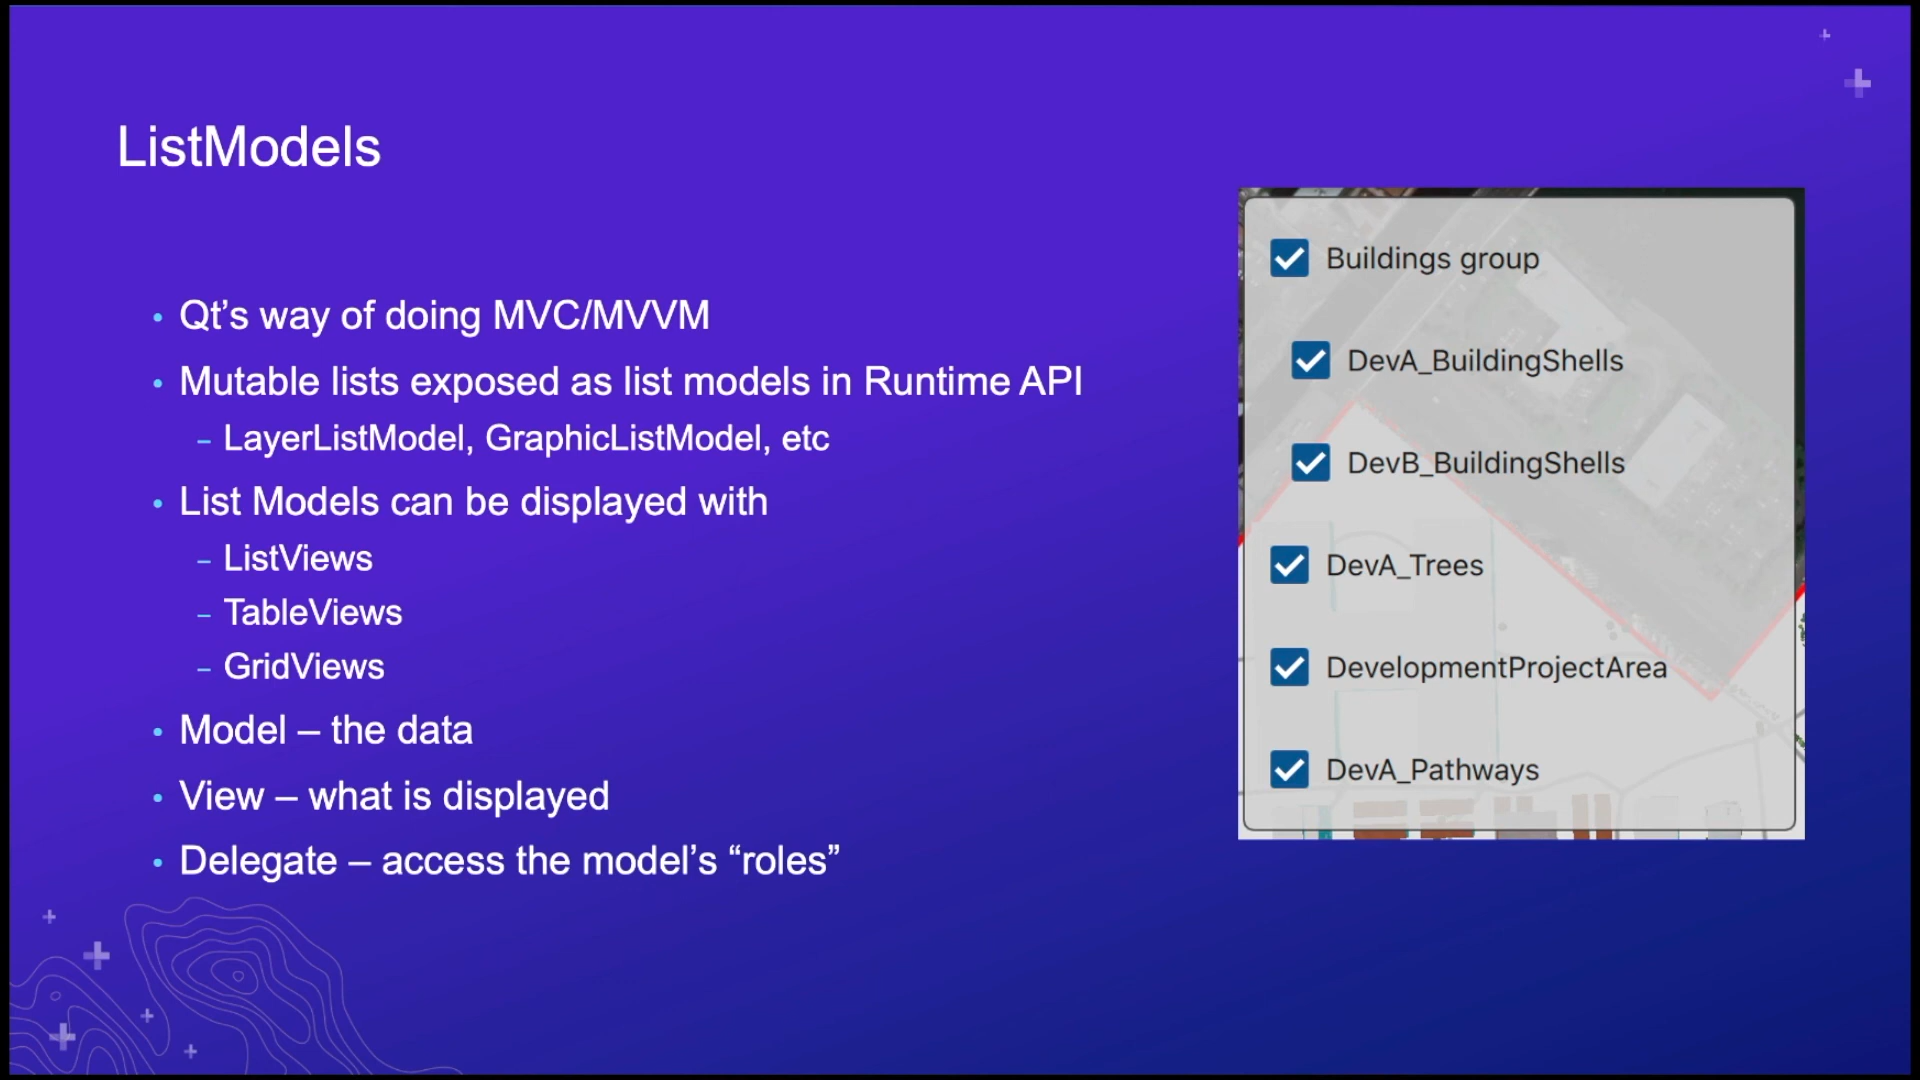 ListModels
• Qt’s way of doing MVC/MVVM
• Mutable lists exposed as list models in Runtime API
– LayerListModel, GraphicListModel, etc
• List Models can be displayed with
– ListViews
– TableViews
– GridViews
• Model – the data
• View – what is displayed
• Delegate – access the model’s “roles”
Buildings group
DevA_BuildingShells
DevB_BuildingShells
DevA_Trees
DevelopmentProjectArea
DevA_Pathways